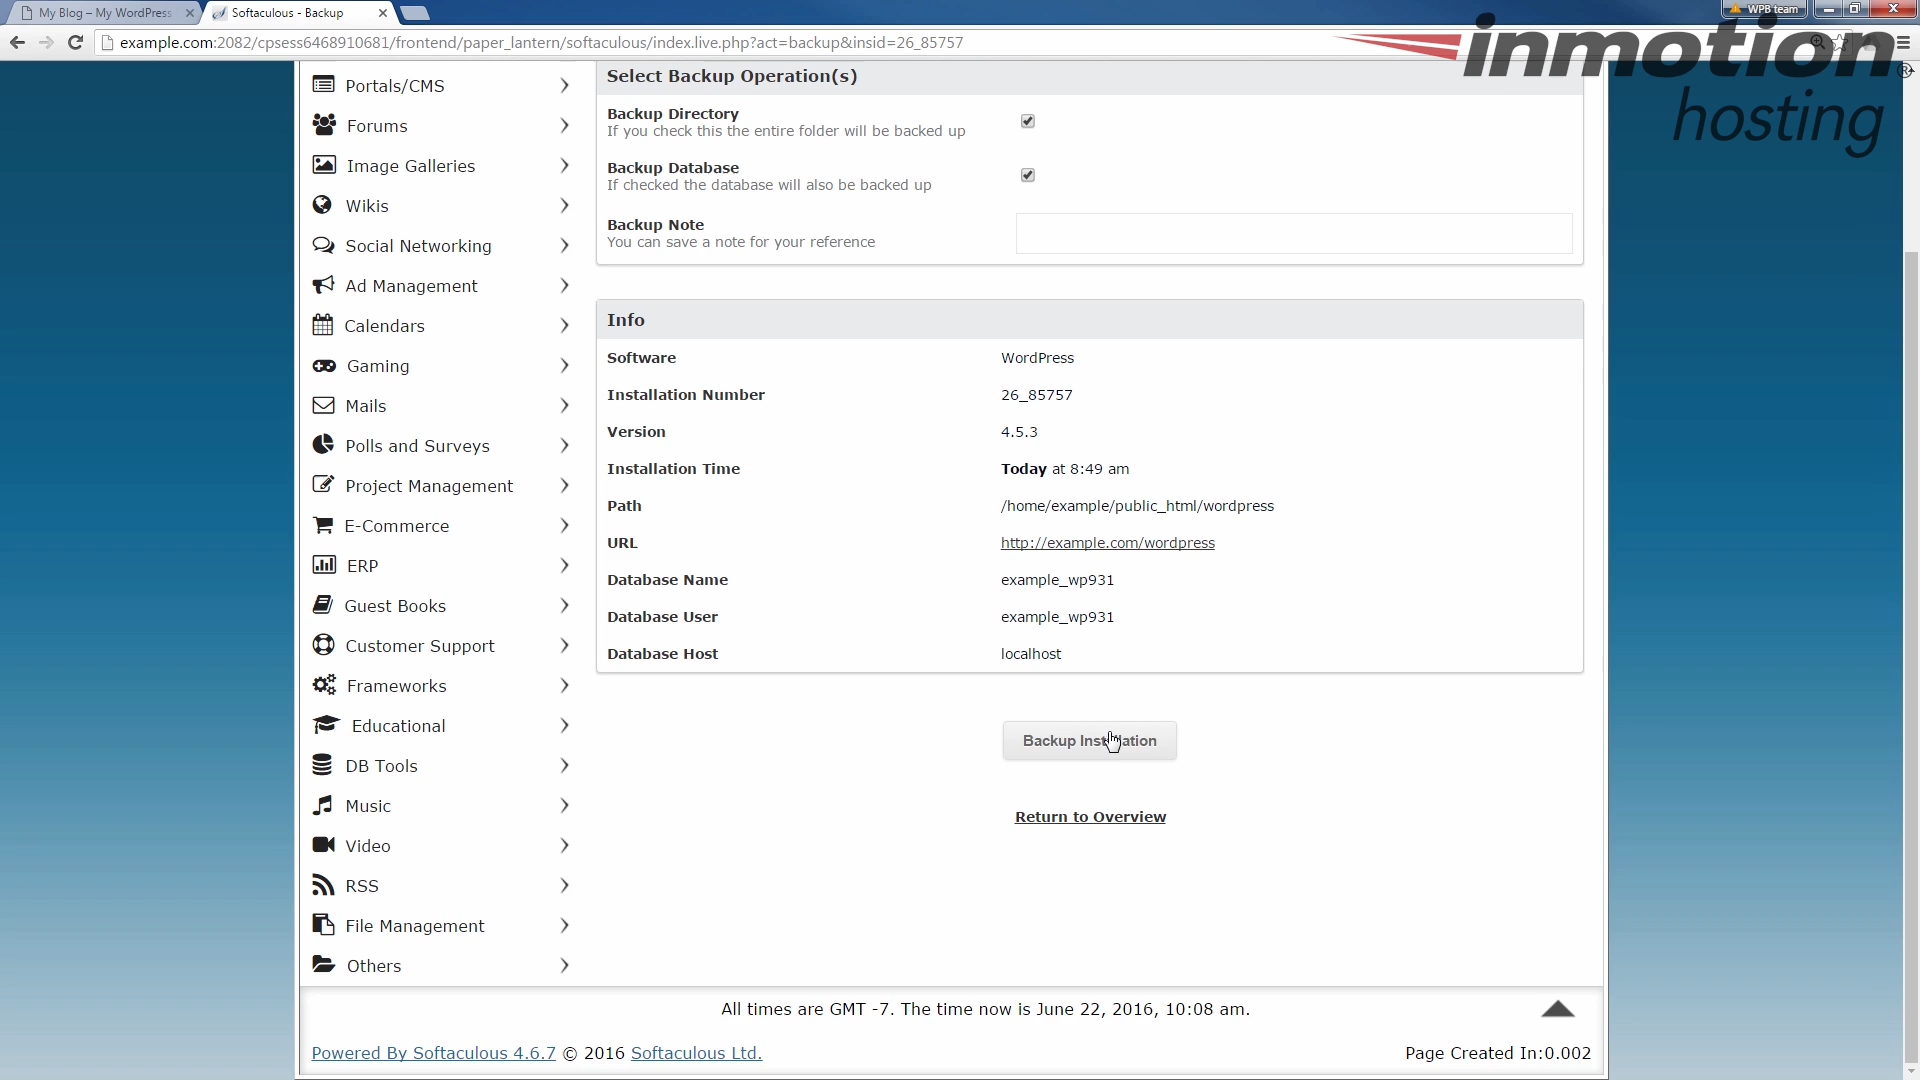 My Blog – My WordPress
Softaculous - Backup
WPB team
example.com:2082/cpsess6468910681/frontend/paper_lantern/softaculous/index.live.php?act=backup&insid=26_85757
inmotion
hosting
Portals/CMS
Forums
Image Galleries
Wikis
Social Networking
Ad Management
Calendars
Gaming
Mails
Polls and Surveys
Project Management
E-Commerce
ERP
Guest Books
Customer Support
Frameworks
Educational
DB Tools
Music
Video
RSS
File Management
Others
Select Backup Operation(s)
Backup Directory
If you check this the entire folder will be backed up
Backup Database
If checked the database will also be backed up
Backup Note
You can save a note for your reference
Info
Software WordPress
Installation Number 26_85757
Version 4.5.3
Installation Time Today at 8:49 am
Path /home/example/public_html/wordpress
URL http://example.com/wordpress
Database Name example_wp931
Database User example_wp931
Database Host localhost
Backup Installation
Return to Overview
All times are GMT -7. The time now is June 22, 2016, 10:08 am.
Powered By Softaculous 4.6.7 © 2016 Softaculous Ltd.
Page Created In:0.002